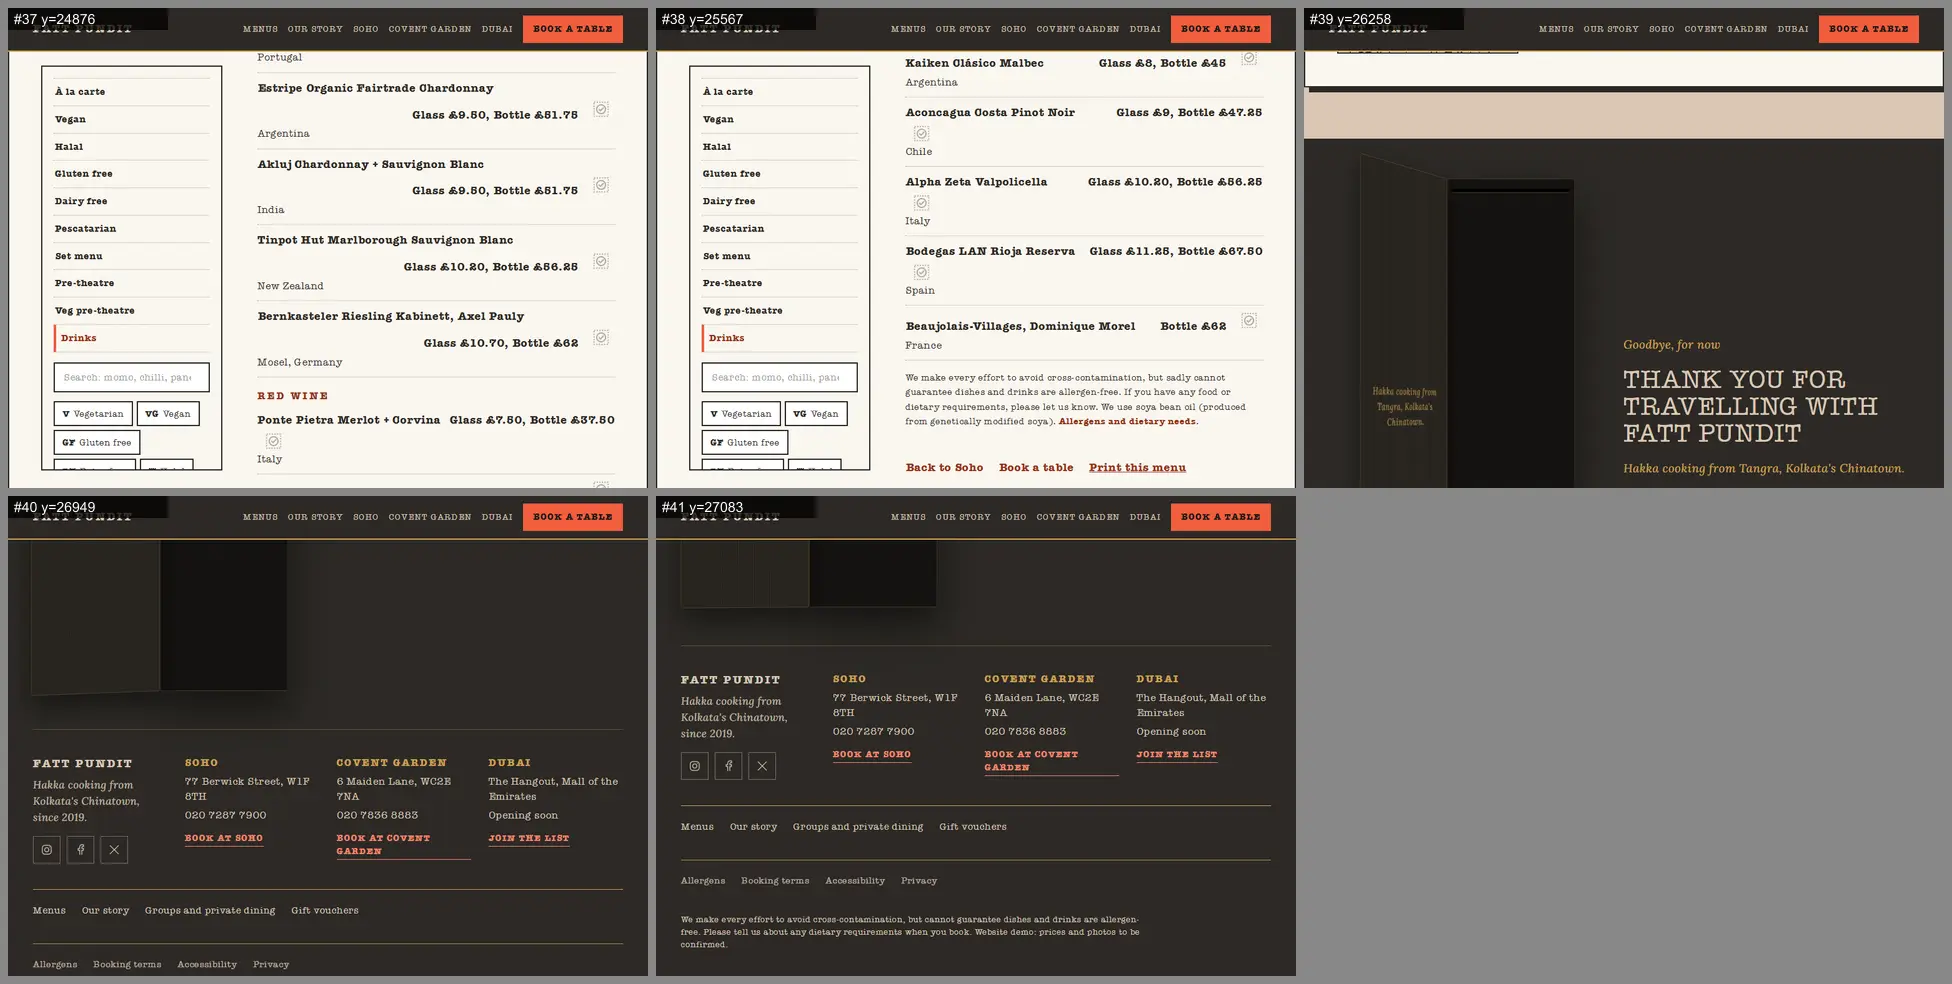 #37 y=24876
FATT PUNDIT
MENUS OUR STORY SOHO COVENT GARDEN DUBAI BOOK A TABLE
À la carte
Vegan
Halal
Gluten free
Dairy free
Pescatarian
Set menu
Pre-theatre
Veg pre-theatre
Drinks
Search: momo, chilli, pan
V Vegetarian VG Vegan
GF Gluten free
Portugal
Estripe Organic Fairtrade Chardonnay
Glass £9.50, Bottle £51.75
Argentina
Akluj Chardonnay + Sauvignon Blanc
Glass £9.50, Bottle £51.75
India
Tinpot Hut Marlborough Sauvignon Blanc
Glass £10.20, Bottle £56.25
New Zealand
Bernkasteler Riesling Kabinett, Axel Pauly
Glass £10.70, Bottle £62
Mosel, Germany
RED WINE
Ponte Pietra Merlot + Corvina Glass £7.50, Bottle £37.50
Italy
#38 y=25567
FATT PUNDIT
MENUS OUR STORY SOHO COVENT GARDEN DUBAI BOOK A TABLE
À la carte
Vegan
Halal
Gluten free
Dairy free
Pescatarian
Set menu
Pre-theatre
Veg pre-theatre
Drinks
Search: momo, chilli, pan
V Vegetarian VG Vegan
GF Gluten free
Kaiken Clásico Malbec Glass £8, Bottle £45
Argentina
Aconcagua Costa Pinot Noir Glass £9, Bottle £47.25
Chile
Alpha Zeta Valpolicella Glass £10.20, Bottle £56.25
Italy
Bodegas LAN Rioja Reserva Glass £11.25, Bottle £67.50
Spain
Beaujolais-Villages, Dominique Morel Bottle £62
France
We make every effort to avoid cross-contamination, but sadly cannot
guarantee dishes and drinks are allergen-free. If you have any food or
dietary requirements, please let us know. We use soya bean oil (produced
from genetically modified soya). Allergens and dietary needs.
Back to Soho Book a table Print this menu
#39 y=26258
FATT PUNDIT
MENUS OUR STORY SOHO COVENT GARDEN DUBAI BOOK A TABLE
Hakka cooking from
Tangra, Kolkata's
Chinatown.
Goodbye, for now
THANK YOU FOR
TRAVELLING WITH
FATT PUNDIT
Hakka cooking from Tangra, Kolkata's Chinatown.
#40 y=26949
FATT PUNDIT
MENUS OUR STORY SOHO COVENT GARDEN DUBAI BOOK A TABLE
FATT PUNDIT
Hakka cooking from
Kolkata's Chinatown,
since 2019.
SOHO
77 Berwick Street, W1F
8TH
020 7287 7900
BOOK AT SOHO
COVENT GARDEN
6 Maiden Lane, WC2E
7NA
020 7836 8883
BOOK AT COVENT
GARDEN
DUBAI
The Hangout, Mall of the
Emirates
Opening soon
JOIN THE LIST
Menus Our story Groups and private dining Gift vouchers
Allergens Booking terms Accessibility Privacy
#41 y=27083
FATT PUNDIT
MENUS OUR STORY SOHO COVENT GARDEN DUBAI BOOK A TABLE
FATT PUNDIT
Hakka cooking from
Kolkata's Chinatown,
since 2019.
SOHO
77 Berwick Street, W1F
8TH
020 7287 7900
BOOK AT SOHO
COVENT GARDEN
6 Maiden Lane, WC2E
7NA
020 7836 8883
BOOK AT COVENT
GARDEN
DUBAI
The Hangout, Mall of the
Emirates
Opening soon
JOIN THE LIST
Menus Our story Groups and private dining Gift vouchers
Allergens Booking terms Accessibility Privacy
We make every effort to avoid cross-contamination, but cannot guarantee dishes and drinks are allergen-
free. Please tell us about any dietary requirements when you book. Website demo: prices and photos to be
confirmed.